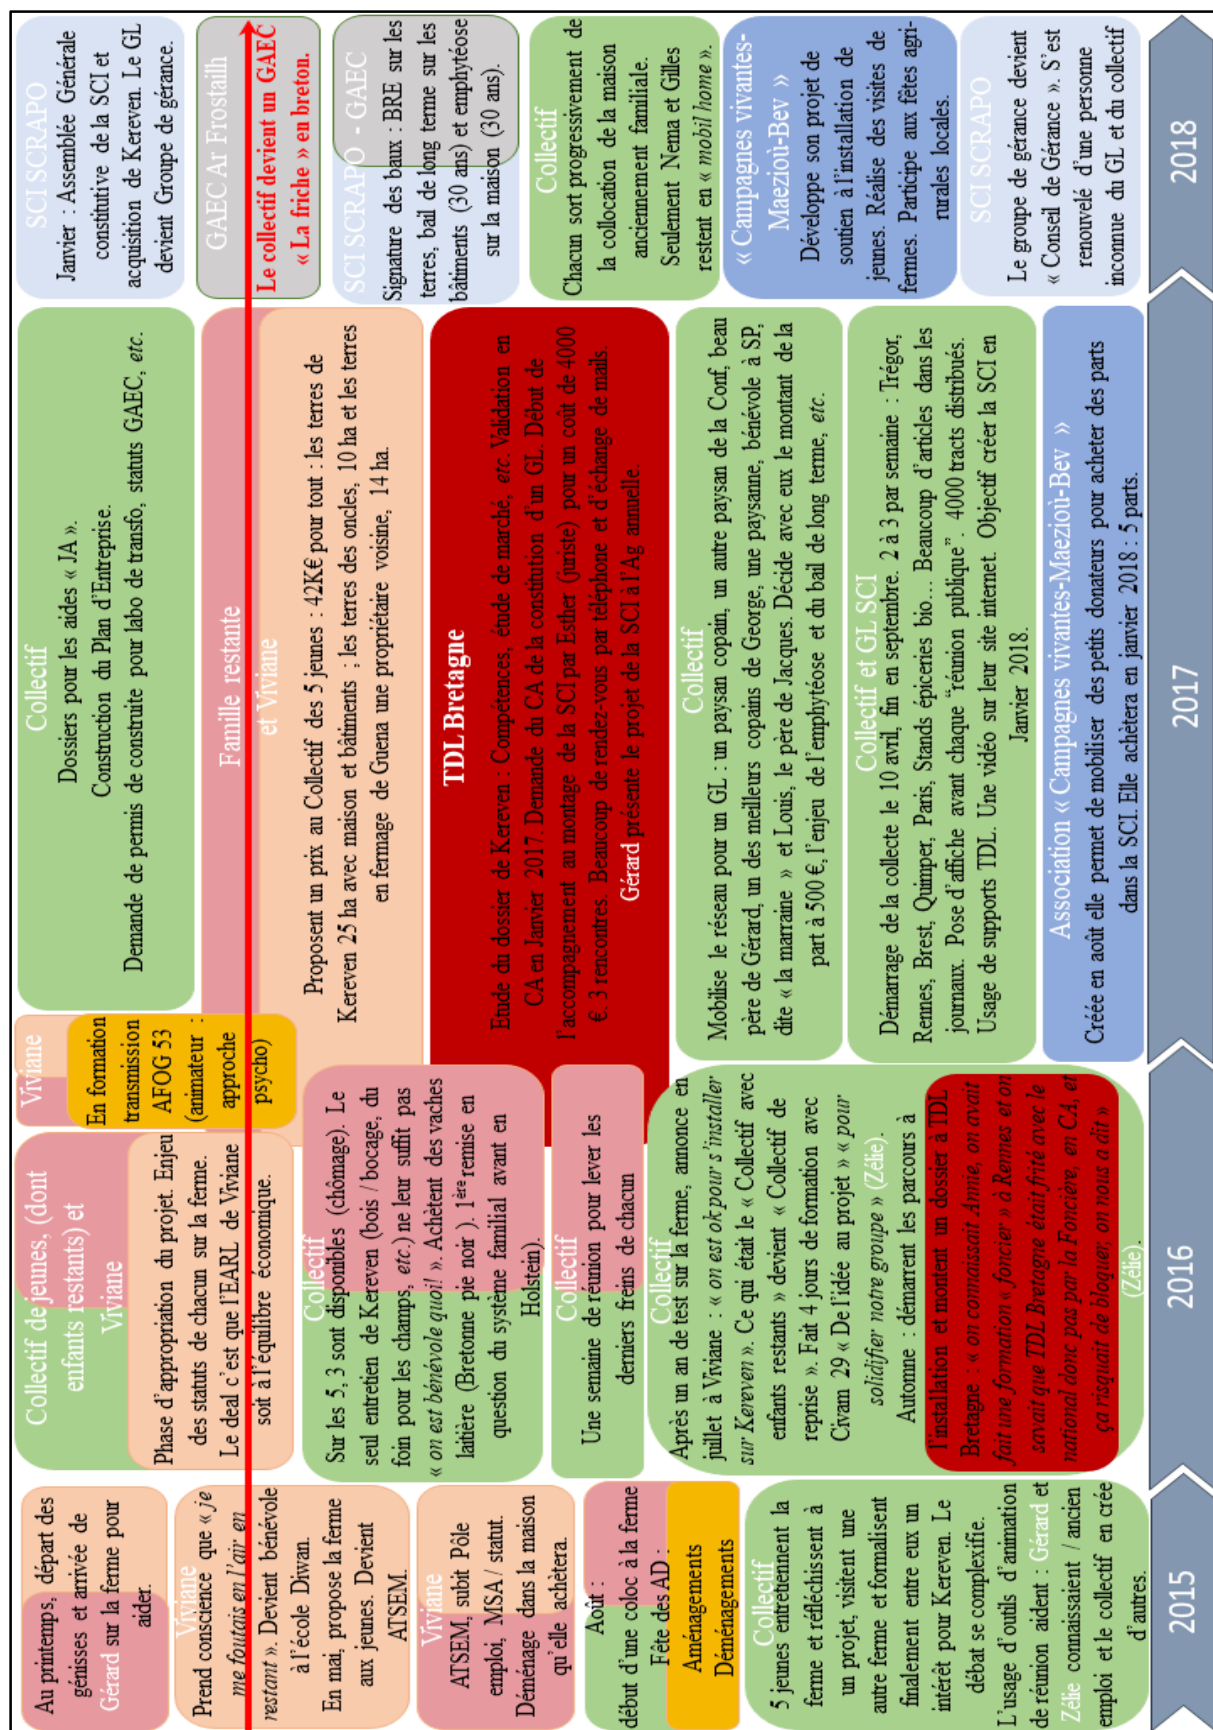 Au printemps, départ des
génisses et arrivée de
Gérard sur la ferme pour
aider.
Viviane
Prend conscience que « je
me foutais en l'air en
restant ». Devient bénévole
à l'école Diwan.
En mai, propose la ferme
aux jeunes. Devient
ATSEM.
Viviane
ATSEM, subit Pôle
emploi, MSA / statut.
Déménage dans la maison
qu'elle achètera.
Août :
début d'une coloc à la ferme
Fête des AD :
Aménagements
Déménagements
Collectif
5 jeunes entretiennent la
ferme et réfléchissent à
un projet, visitent une
autre ferme et formalisent
finalement entre eux un
intérêt pour Kereven. Le
débat se complexifie.
L'usage d'outils d'animation
de réunion aident : Gérard et
Zélie connaissaient / ancien
emploi et le collectif en crée
d'autres.
2015
Collectif de jeunes, (dont
enfants restants) et
Viviane
Phase d'appropriation du projet. Enjeu
des statuts de chacun sur la ferme.
Le deal c'est que l'EARL de Viviane
soit à l'équilibre économique.
Viviane
En formation
transmission
AFOG 53
(animateur :
approche
psycho)
Collectif
Sur les 5, 3 sont disponibles (chômage). Le
seul entretien de Kereven (bois / bocage, du
foin pour les champs, etc.) ne leur suffit pas
« on est bénévole quoi! ». Achètent des vaches
laitière (Bretonne pie noir ). 1ère remise en
question du système familial avant en
Holstein).
Collectif
Une semaine de réunion pour lever les
derniers freins de chacun
Collectif
Après un an de test sur la ferme, annonce en
juillet à Viviane : « on est ok pour s'installer
sur Kereven ». Ce qui était le « Collectif avec
enfants restants » devient « Collectif de
reprise ». Fait 4 jours de formation avec
Civam 29 « De l'idée au projet » « pour
solidifier notre groupe » (Zélie).
Automne : démarrent les parcours à
l'installation et montent un dossier à TDL
Bretagne : « on connaissait Annie, on avait
fait une formation « foncier » à Rennes et on
savait que TDL Bretagne était frité avec le
national donc pas par la Foncière, en CA, et
ça risquait de bloquer, on nous a dit »
(Zélie).
2016
Collectif
Dossiers pour les aides « JA ».
Construction du Plan d'Entreprise.
Demande de permis de construite pour labo de transfo, statuts GAEC, etc.
Famille restante
et Viviane
Proposent un prix au Collectif des 5 jeunes : 42K€ pour tout : les terres de
Kereven 25 ha avec maison et bâtiments ; les terres des oncles, 10 ha et les terres
en fermage de Guena une propriétaire voisine, 14 ha.
TDL Bretagne
Etude du dossier de Kereven : Compétences, étude de marché, etc. Validation en
CA en Janvier 2017. Demande du CA de la constitution d'un GL. Début de
l'accompagnement au montage de la SCI par Esther (juriste) pour un coût de 4000
€. 3 rencontres. Beaucoup de rendez-vous par téléphone et d'échange de mails.
Gérard présente le projet de la SCI à l'Ag annuelle.
Collectif
Mobilise le réseau pour un GL : un paysan copain, un autre paysan de la Conf, beau
père de Gérard, un des meilleurs copains de George, une paysanne, bénévole à SP,
dite « la marraine » et Louis, le père de Jacques. Décide avec eux le montant de la
part à 500 €, l'enjeu de l'emphytéose et du bail de long terme, etc.
Collectif et GL SCI
Démarrage de la collecte le 10 avril, fin en septembre. 2 à 3 par semaine : Trégor,
Rennes, Brest, Quimper, Paris, Stands épiceries bio… Beaucoup d'articles dans les
journaux. Pose d'affiche avant chaque "réunion publique". 4000 tracts distribués.
Usage de supports TDL. Une vidéo sur leur site internet. Objectif créer la SCI en
Janvier 2018.
Association « Campagnes vivantes-Maezioù-Bev »
Créée en août elle permet de mobiliser des petits donateurs pour acheter des parts
dans la SCI. Elle achètera en janvier 2018 : 5 parts.
2017
SCI SCRAPO
Janvier : Assemblée Générale
constitutive de la SCI et
acquisition de Kereven. Le GL
devient Groupe de gérance.
GAEC Ar Frostailh
Le collectif devient un GAEC
« La friche » en breton.
SCI SCRAPO - GAEC
Signature des baux : BRE sur les
terres, bail de long terme sur les
bâtiments (30 ans) et emphytéose
sur la maison (30 ans).
Collectif
Chacun sort progressivement de
la collocation de la maison
anciennement familiale.
Seulement Nema et Gilles
restent en « mobil home ».
« Campagnes vivantes-
Maezioù-Bev »
Développe son projet de
soutien à l'installation de
jeunes. Réalise des visites de
fermes. Participe aux fêtes agri-
rurales locales.
SCI SCRAPO
Le groupe de gérance devient
« Conseil de Gérance ». S'est
renouvelé d'une personne
inconnue du GL et du collectif
2018